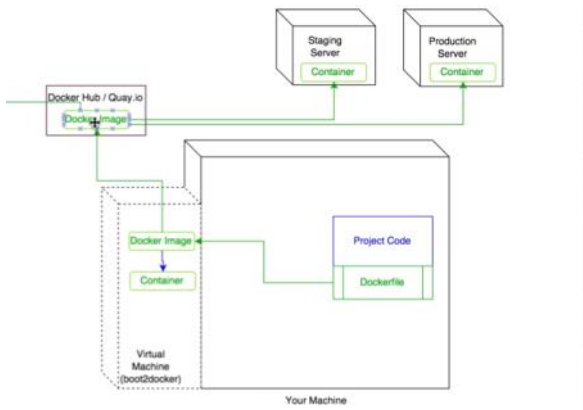 Staging
Server
Container
Production
Server
Container
Docker Hub / Quay.io
Docker Image
Docker Image
Container
Project Code
Dockerfile
Virtual
Machine
(boot2docker)
Your Machine